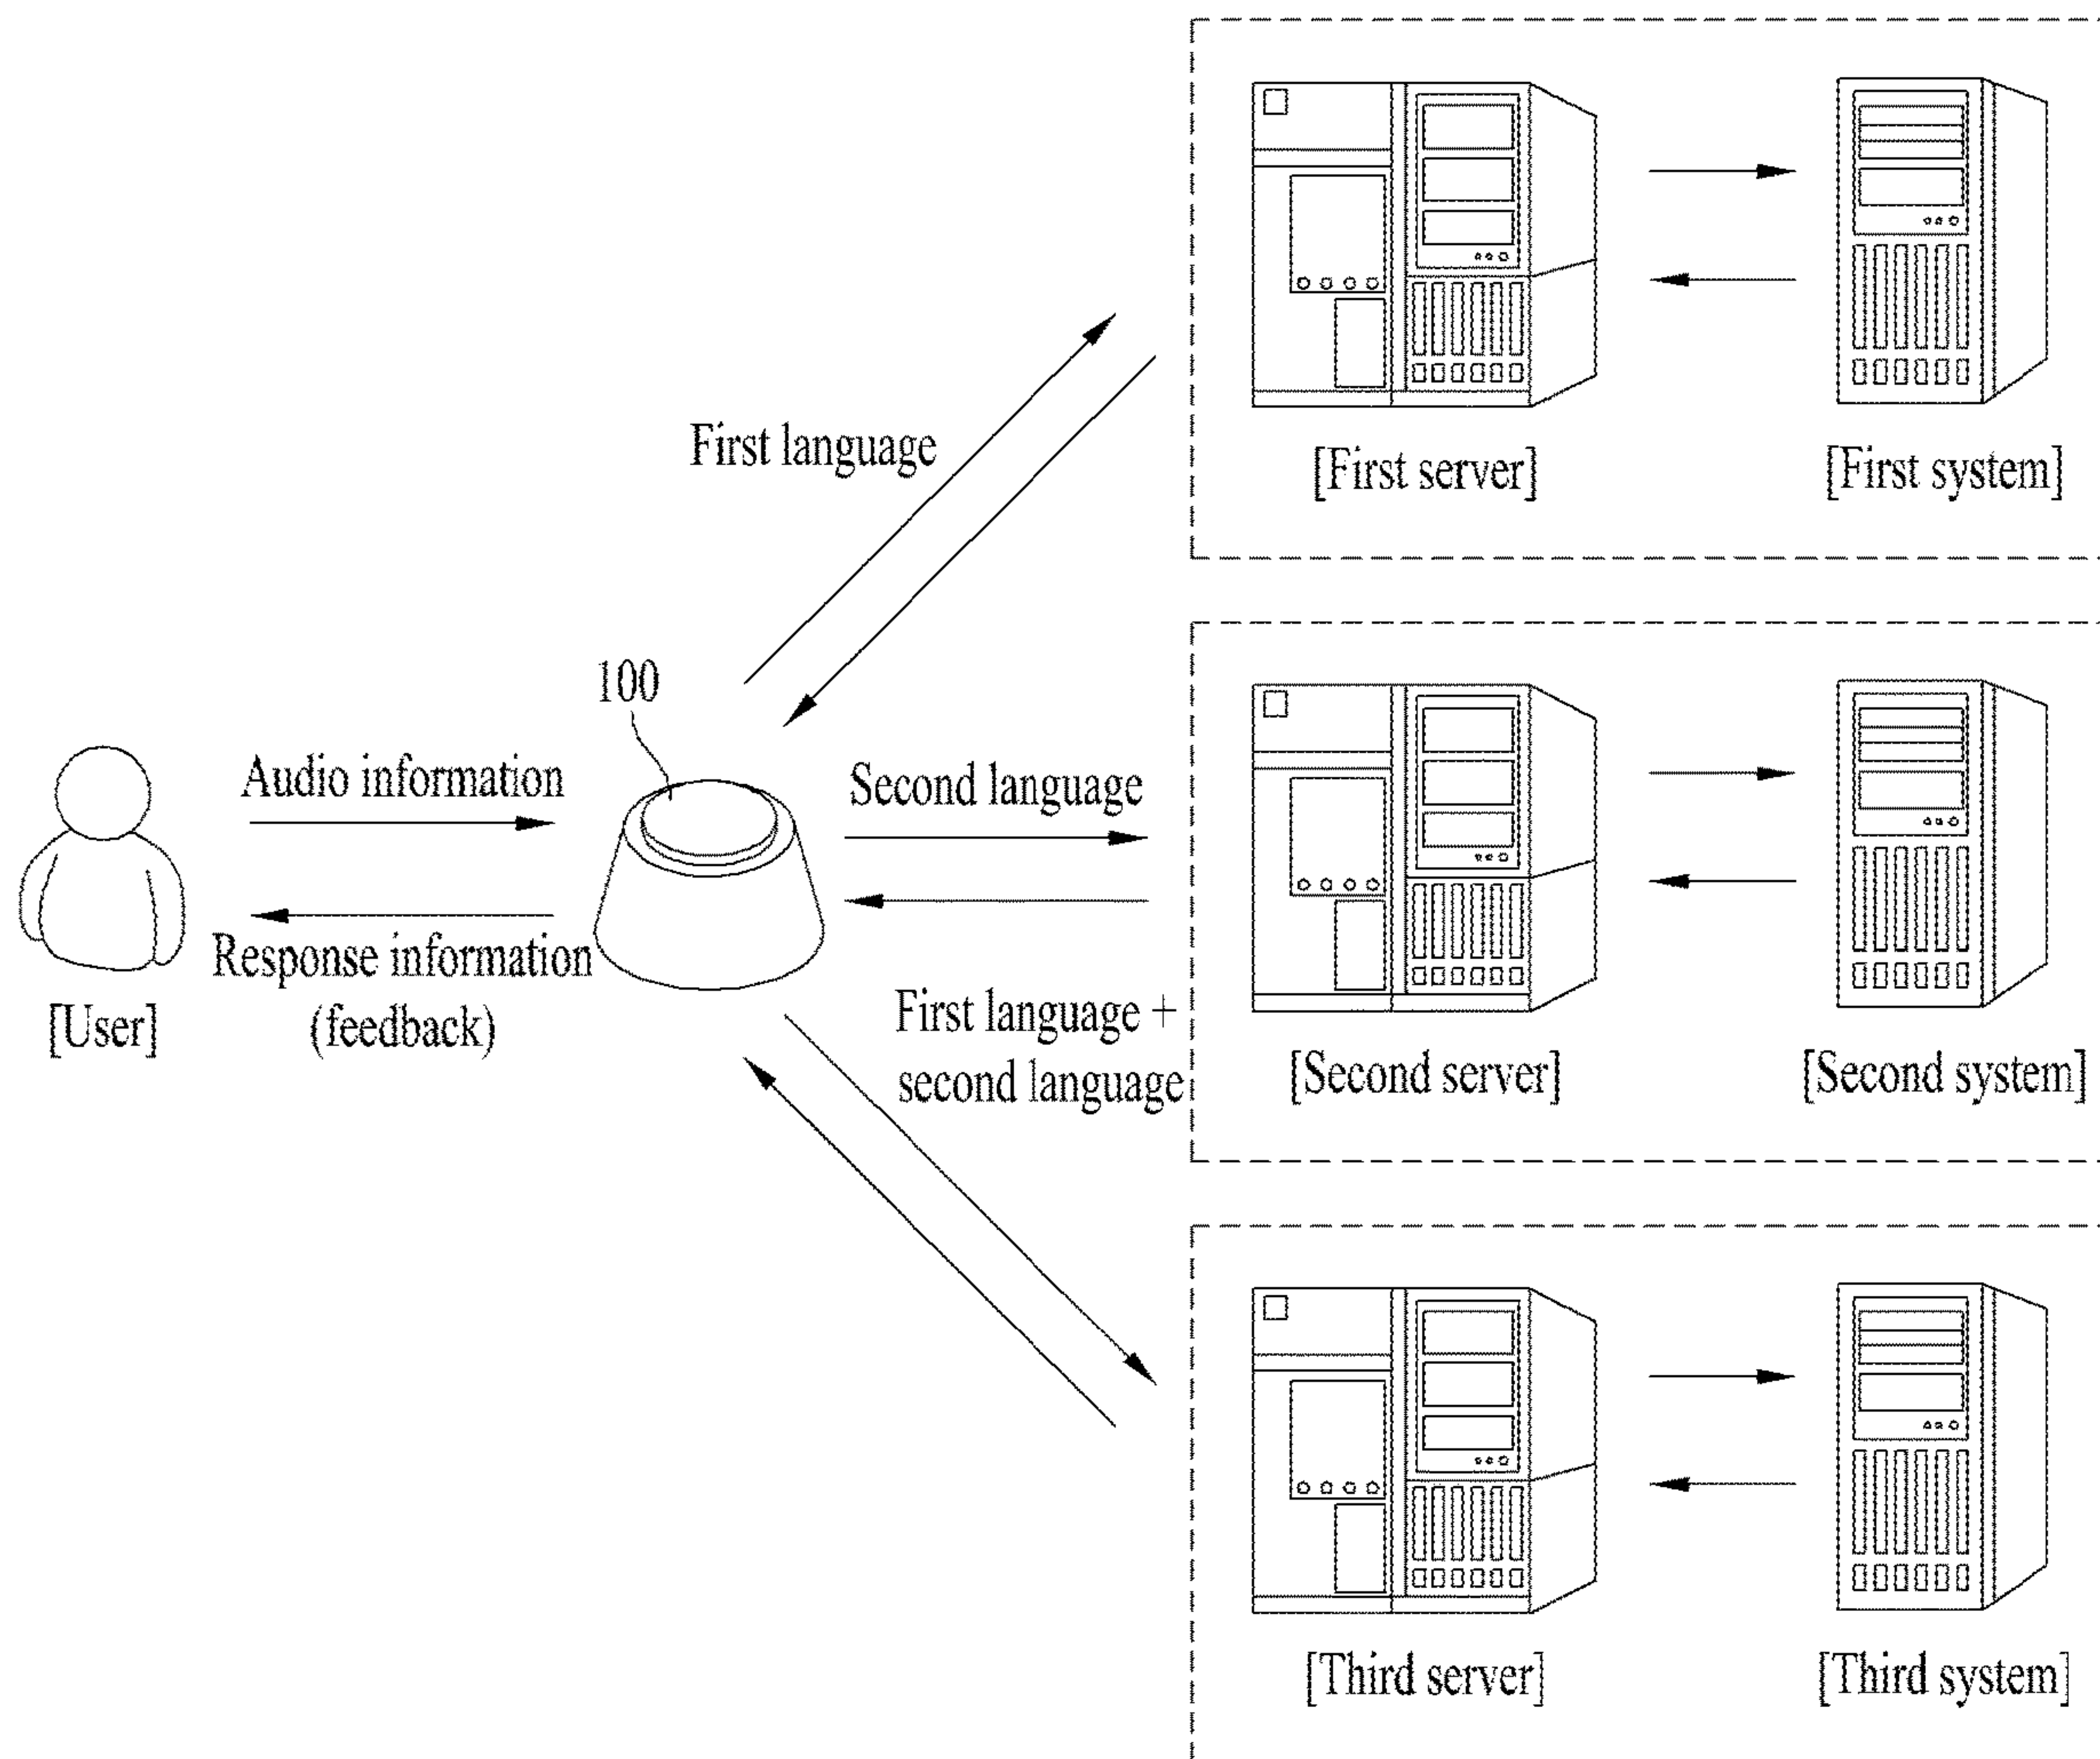 First language
[First server]
[First system]
100
Audio information
Second language
Response information
(feedback)
[User]
First language +
second language
[Second server]
[Second system]
[Third server]
[Third system]